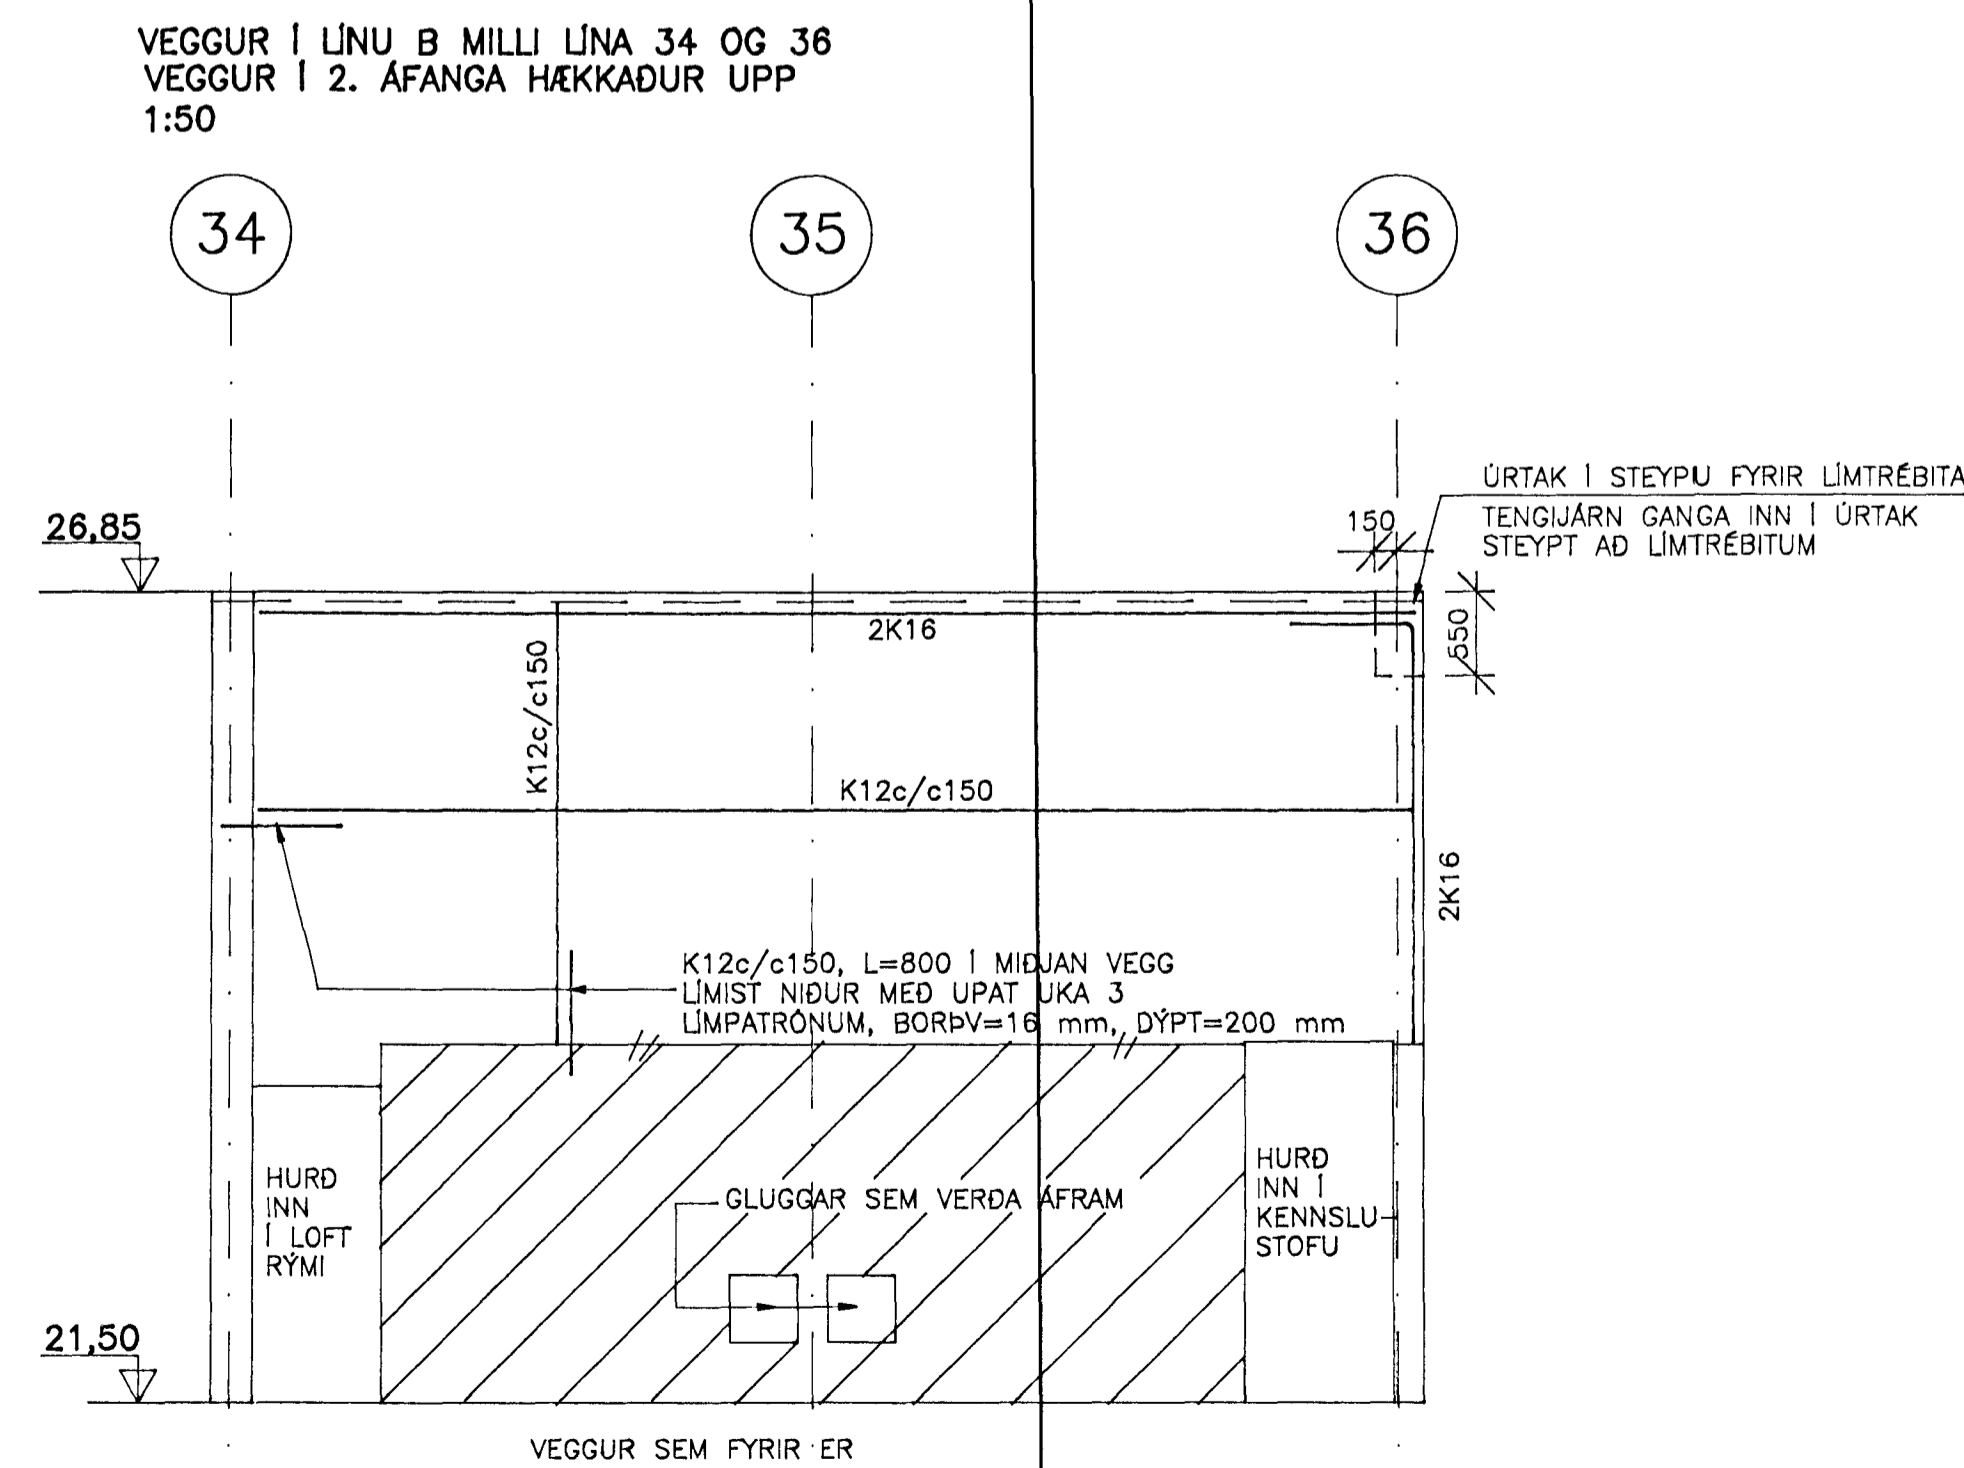 VEGGUR Í LÍNU B MILLI LÍNA 34 OG 36
VEGGUR Í 2. ÁFANGA HÆKKAÐUR UPP
1:50
34
35
36
ÚRTAK Í STEYPU FYRIR LÍMTRÉBITA
TENGIJÁRN GANGA INN Í ÚRTAK
STEYPT AÐ LÍMTRÉBITUM
150
26,85
550
2K16
K12c/c150
K12c/c150
2K16
K12c/c150, L=800 Í MIÐJAN VEGG
LÍMIST NIÐUR MEÐ UPAT UKA 3
LÍMPATRÓNUM, BORÞV=16 mm, DÝPT=200 mm
HURÐ
INN
Í LOFT
RÝMI
GLUGGAR SEM VERÐA ÁFRAM
HURÐ
INN Í
KENNSLU
STOFU
21,50
VEGGUR SEM FYRIR ER